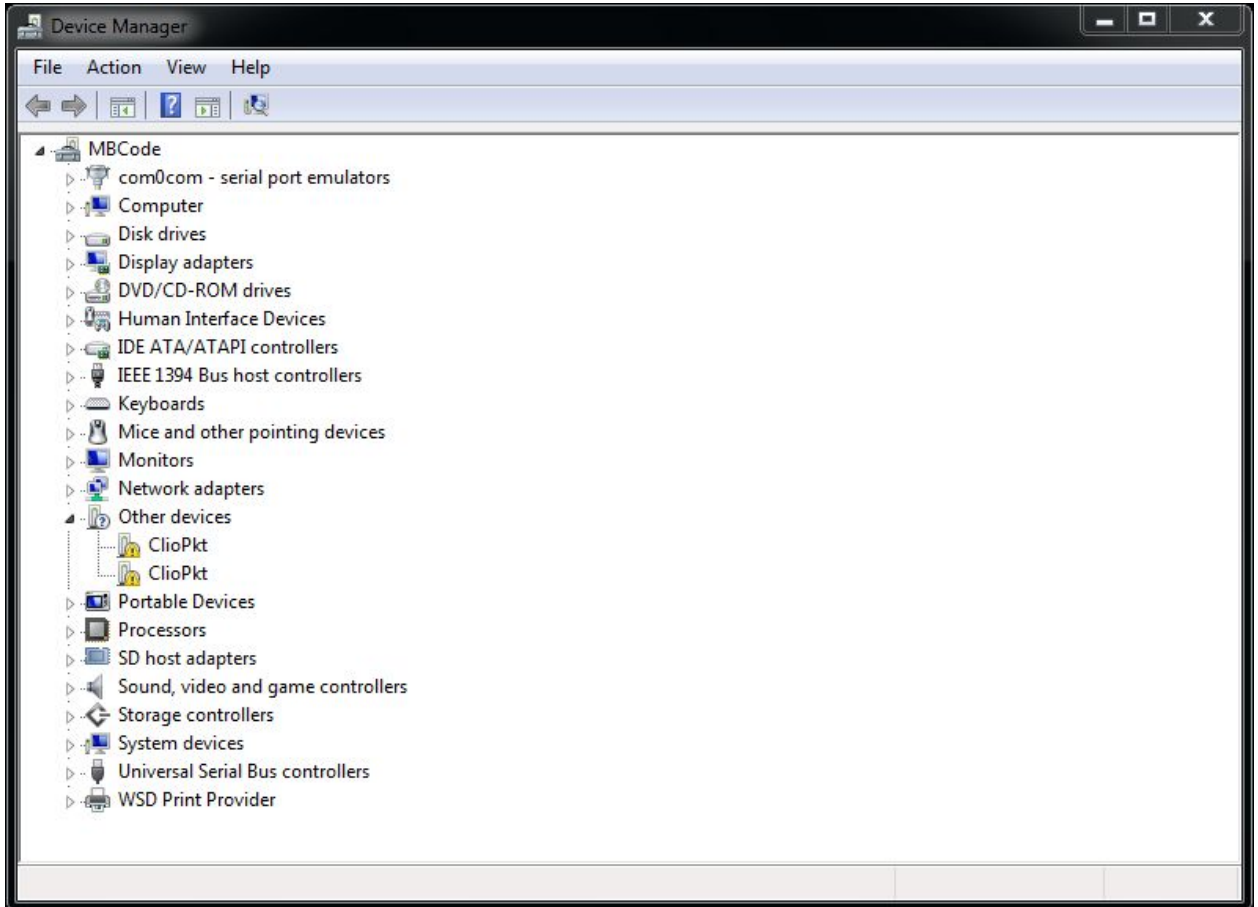 Device Manager
File Action View Help
MBCode
com0com - serial port emulators
Computer
Disk drives
Display adapters
DVD/CD-ROM drives
Human Interface Devices
IDE ATA/ATAPI controllers
IEEE 1394 Bus host controllers
Keyboards
Mice and other pointing devices
Monitors
Network adapters
Other devices
ClioPkt
ClioPkt
Portable Devices
Processors
SD host adapters
Sound, video and game controllers
Storage controllers
System devices
Universal Serial Bus controllers
WSD Print Provider